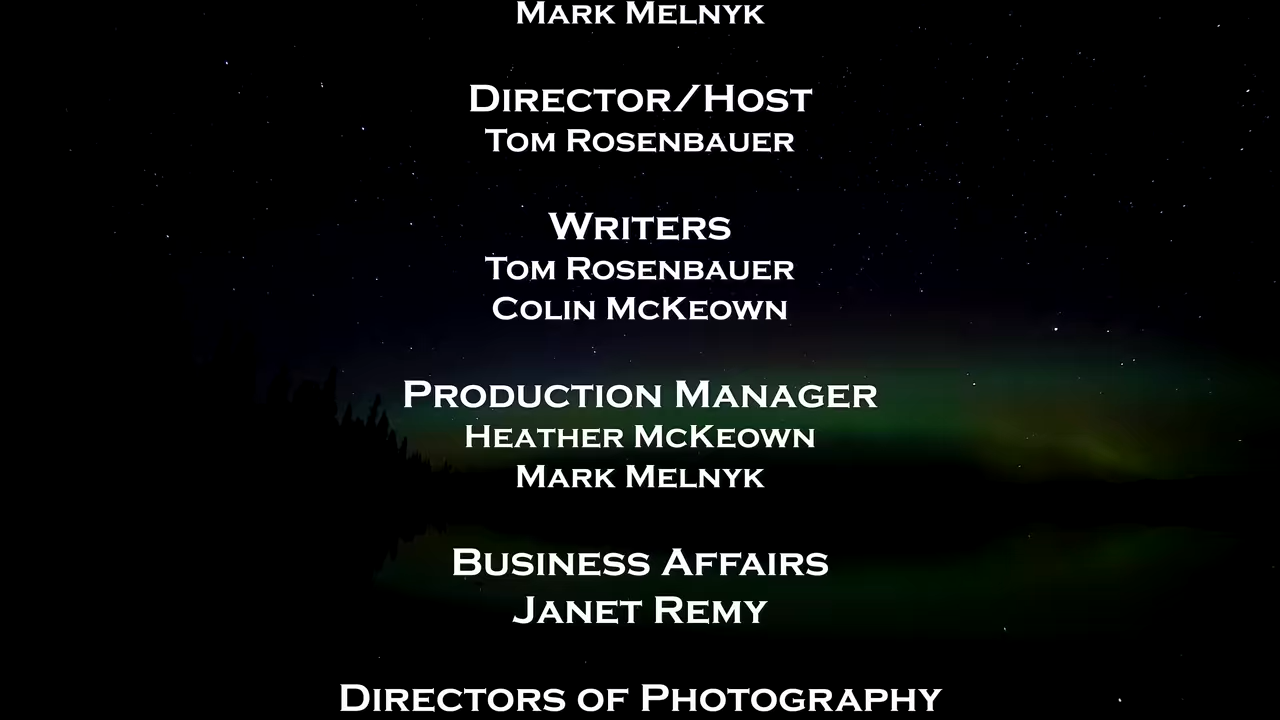 Mark Melnyk
Director/Host
Tom Rosenbauer
Writers
Tom Rosenbauer
Colin McKeown
Production Manager
Heather McKeown
Mark Melnyk
Business Affairs
Janet Remy
Directors of Photography